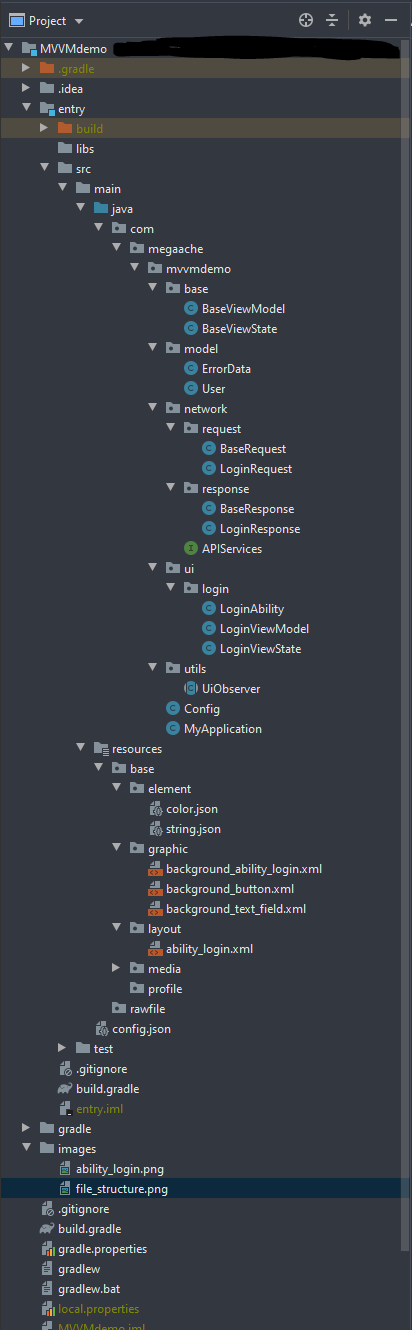 Project
MVVMdemo
.gradle
.idea
entry
build
libs
src
main
java
com
megaache
mvvmdemo
base
BaseViewModel
BaseViewState
model
ErrorData
User
network
request
BaseRequest
LoginRequest
response
BaseResponse
LoginResponse
APIServices
ui
login
LoginAbility
LoginViewModel
LoginViewState
utils
UiObserver
Config
MyApplication
resources
base
element
color.json
string.json
graphic
background_ability_login.xml
background_button.xml
background_text_field.xml
layout
ability_login.xml
media
profile
rawfile
config.json
test
.gitignore
build.gradle
entry.iml
gradle
images
ability_login.png
file_structure.png
.gitignore
build.gradle
gradle.properties
gradlew
gradlew.bat
local.properties
MVVMdemo.iml